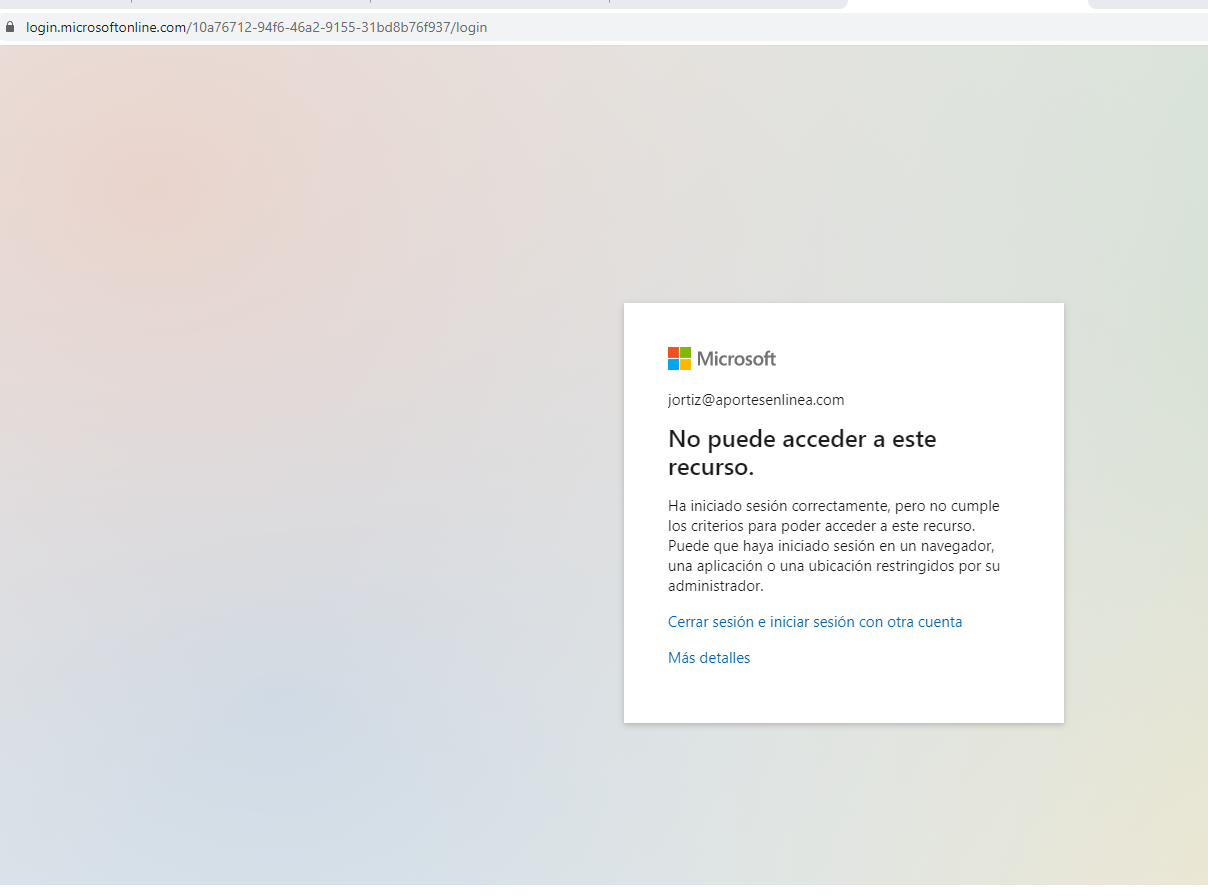 login.microsoftonline.com/10a76712-94f6-46a2-9155-31bd8b76f937/login
Microsoft
jortiz@aportesenlinea.com
No puede acceder a este
recurso.
Ha iniciado sesión correctamente, pero no cumple
los criterios para poder acceder a este recurso.
Puede que haya iniciado sesión en un navegador,
una aplicación o una ubicación restringidos por su
administrador.
Cerrar sesión e iniciar sesión con otra cuenta
Más detalles